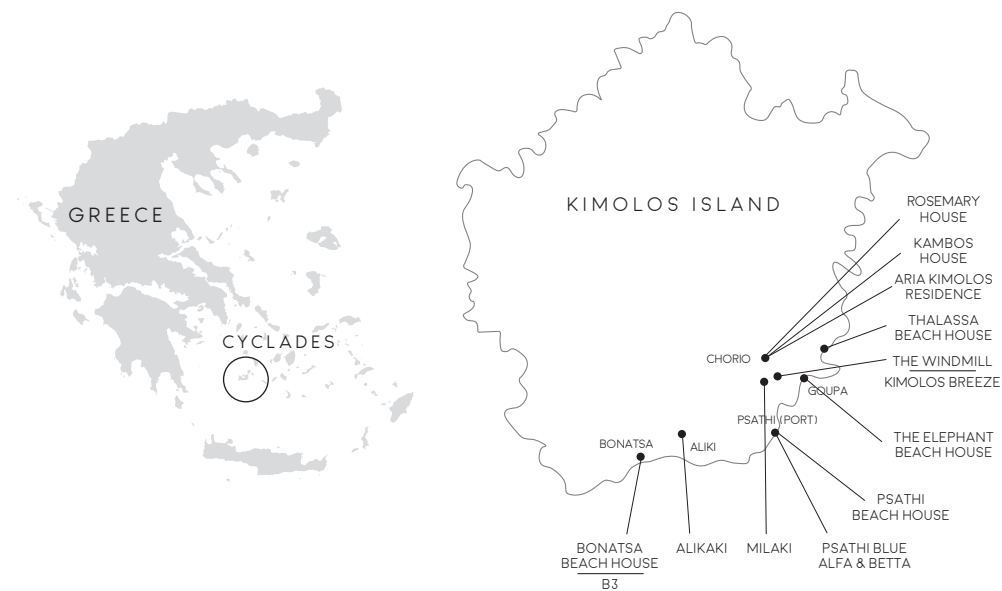 GREECE
CYCLADES
KIMOLOS ISLAND
ROSEMARY
HOUSE
KAMBOS
HOUSE
ARIA KIMOLOS
RESIDENCE
THALASSA
BEACH HOUSE
CHORIO
THE WINDMILL
KIMOLOS BREEZE
GOUPA
PSATHI (PORT)
THE ELEPHANT
BEACH HOUSE
BONATSA
ALIKI
PSATHI
BEACH HOUSE
BONATSA
BEACH HOUSE
B3
ALIKAKI
MILAKI
PSATHI BLUE
ALFA & BETTA